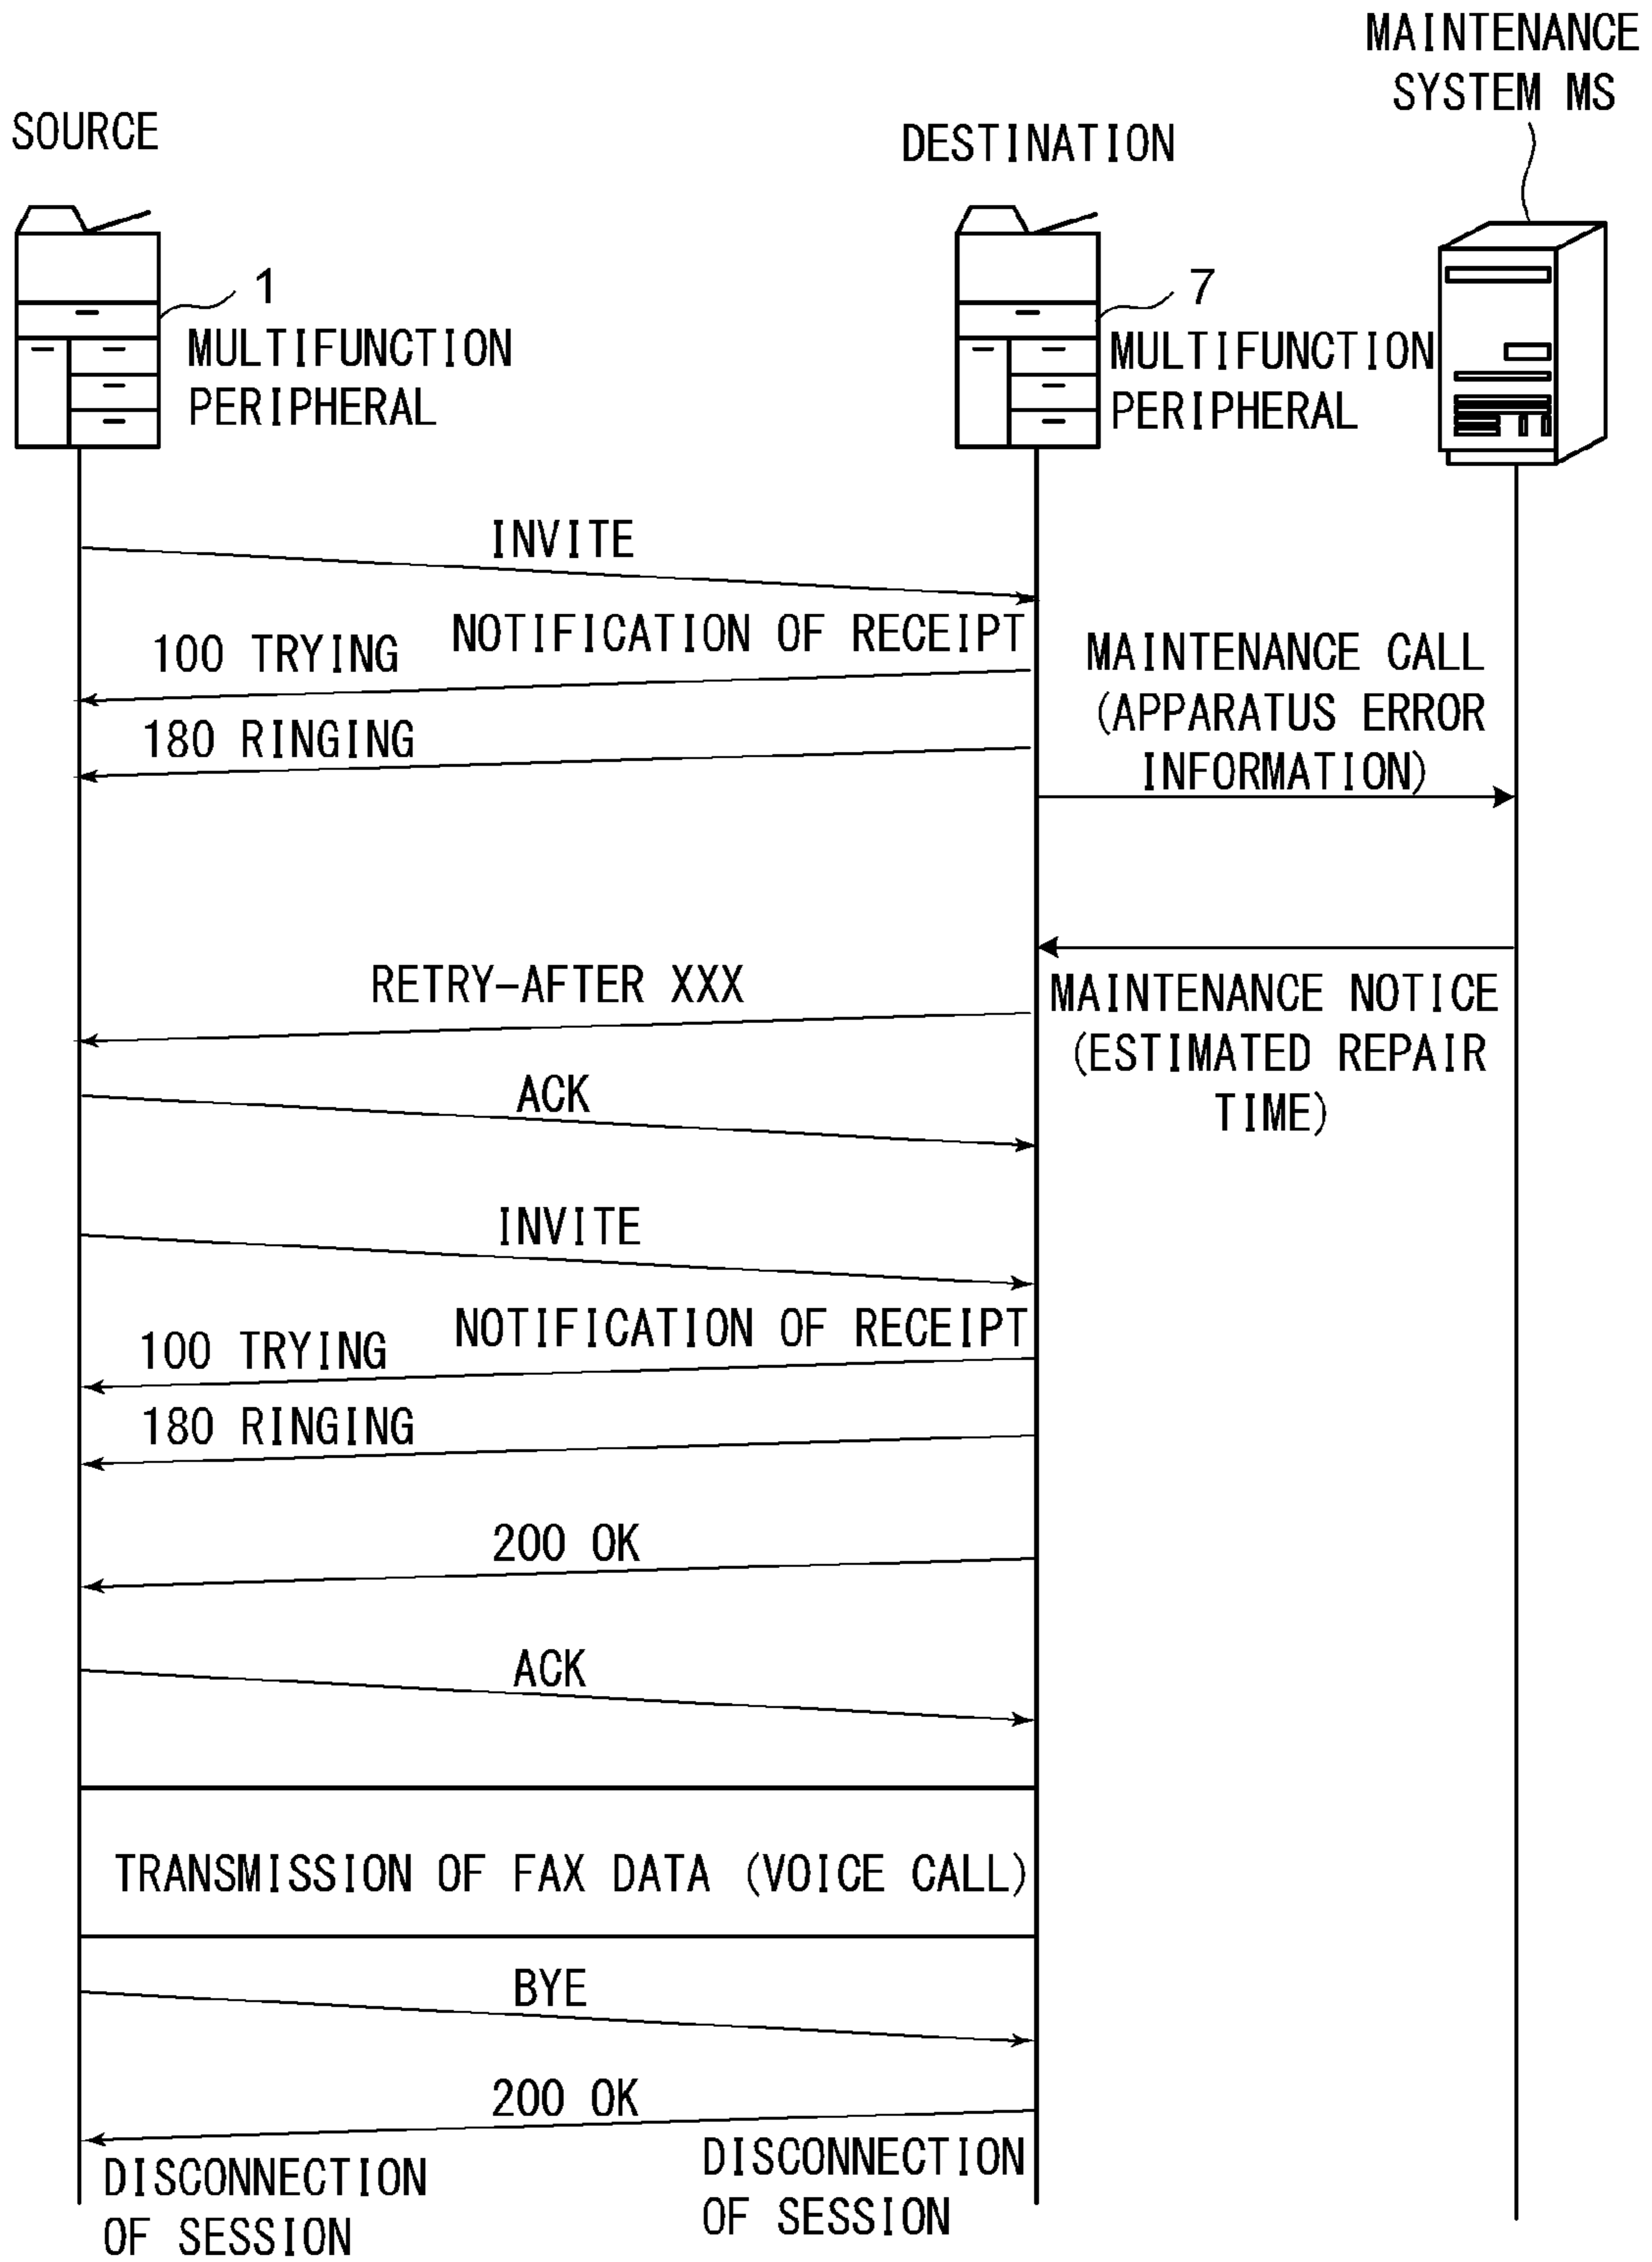 MAINTENANCE
SYSTEM MS
SOURCE
DESTINATION
1
MULTIFUNCTION
PERIPHERAL
7
MULTIFUNCTION
PERIPHERAL
INVITE
NOTIFICATION OF RECEIPT
100 TRYING
180 RINGING
MAINTENANCE CALL
(APPARATUS ERROR
INFORMATION)
RETRY-AFTER XXX
MAINTENANCE NOTICE
(ESTIMATED REPAIR
TIME)
ACK
INVITE
NOTIFICATION OF RECEIPT
100 TRYING
180 RINGING
200 OK
ACK
TRANSMISSION OF FAX DATA (VOICE CALL)
BYE
200 OK
DISCONNECTION
OF SESSION
DISCONNECTION
OF SESSION